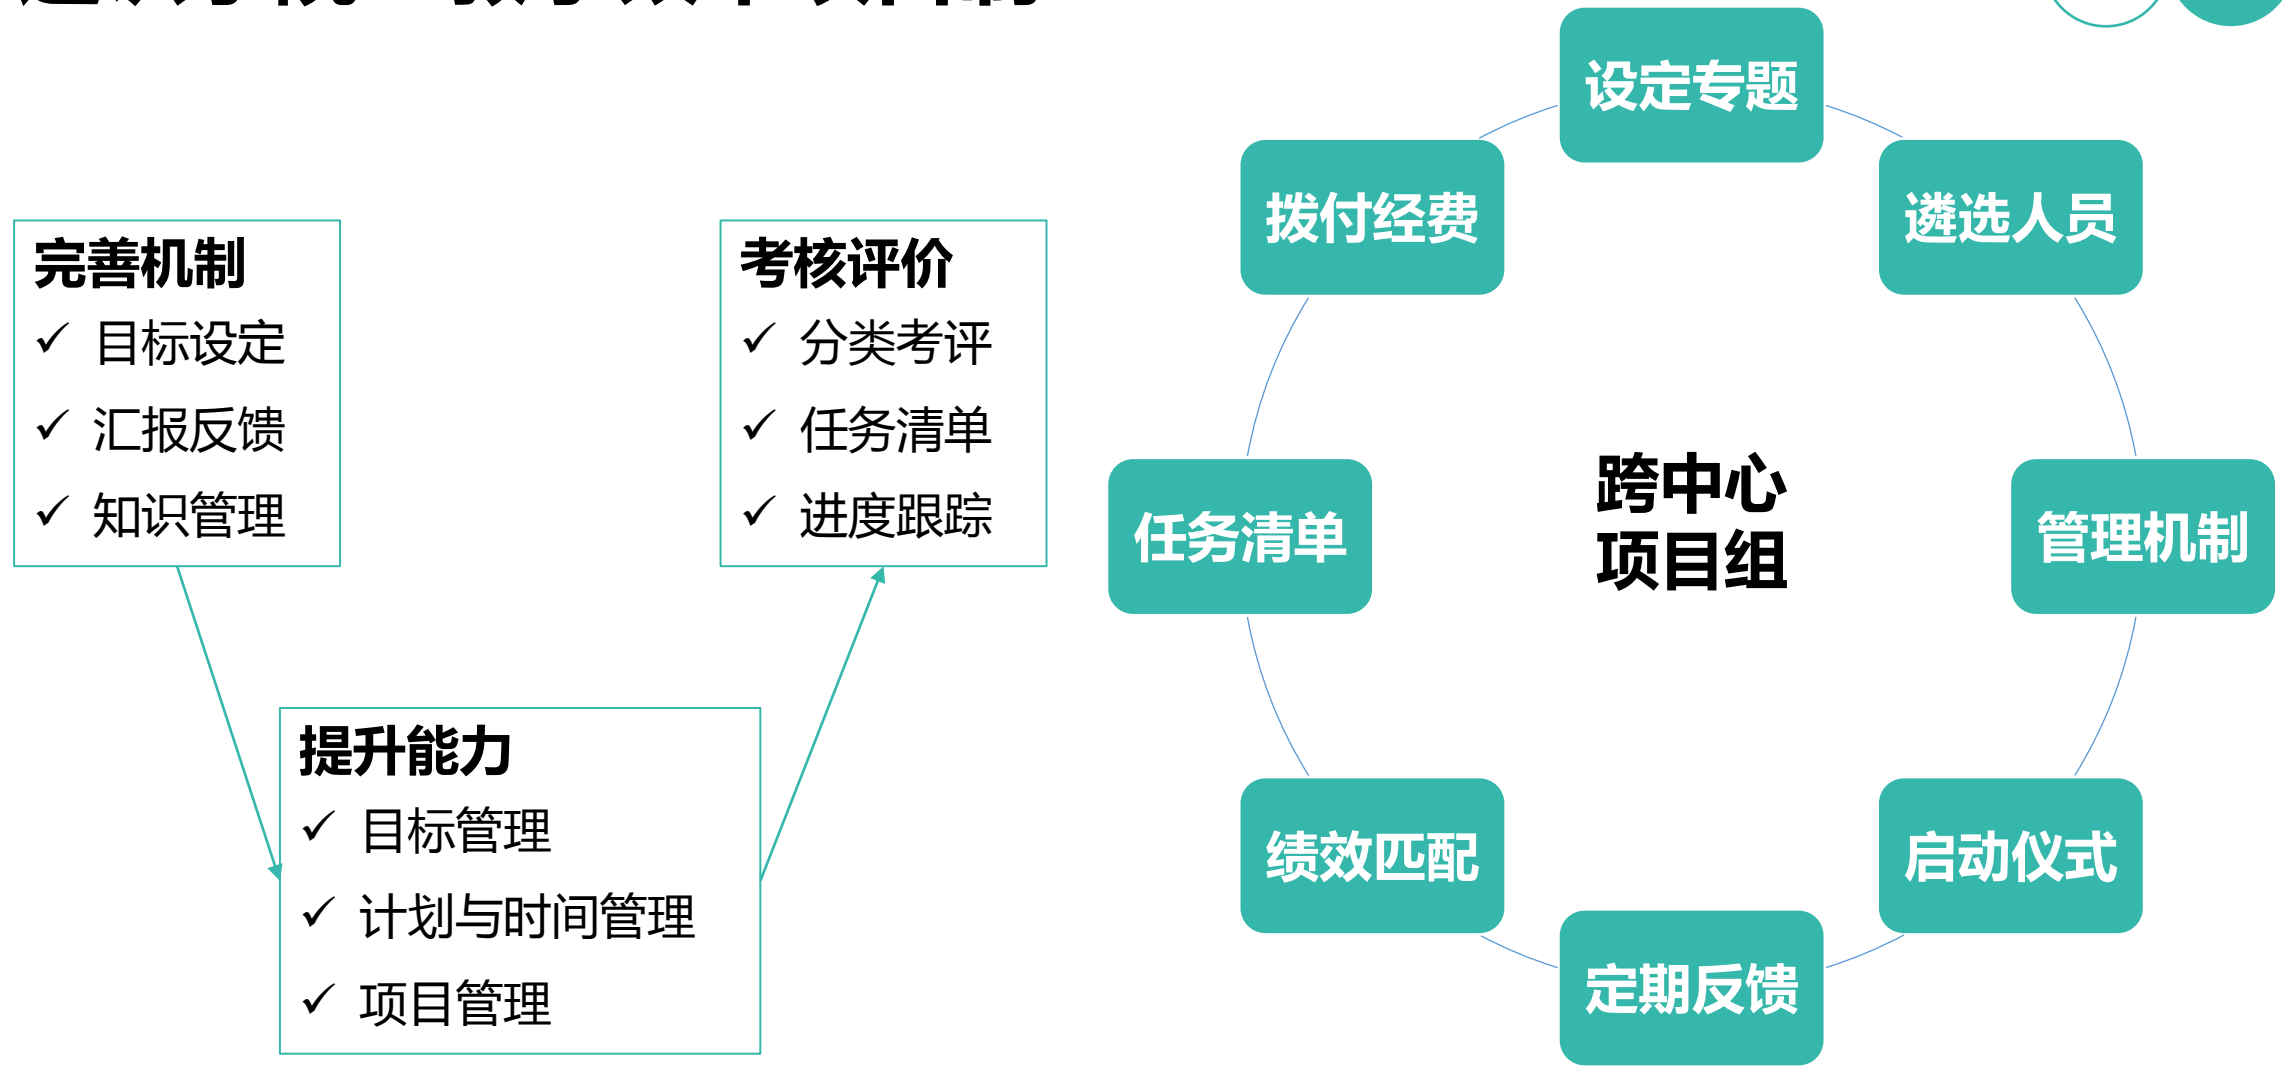 完善机制
✓ 目标设定
✓ 汇报反馈
✓ 知识管理
考核评价
✓ 分类考评
✓ 任务清单
✓ 进度跟踪
提升能力
✓ 目标管理
✓ 计划与时间管理
✓ 项目管理
跨中心
项目组
设定专题
遴选人员
管理机制
启动仪式
定期反馈
绩效匹配
任务清单
拨付经费